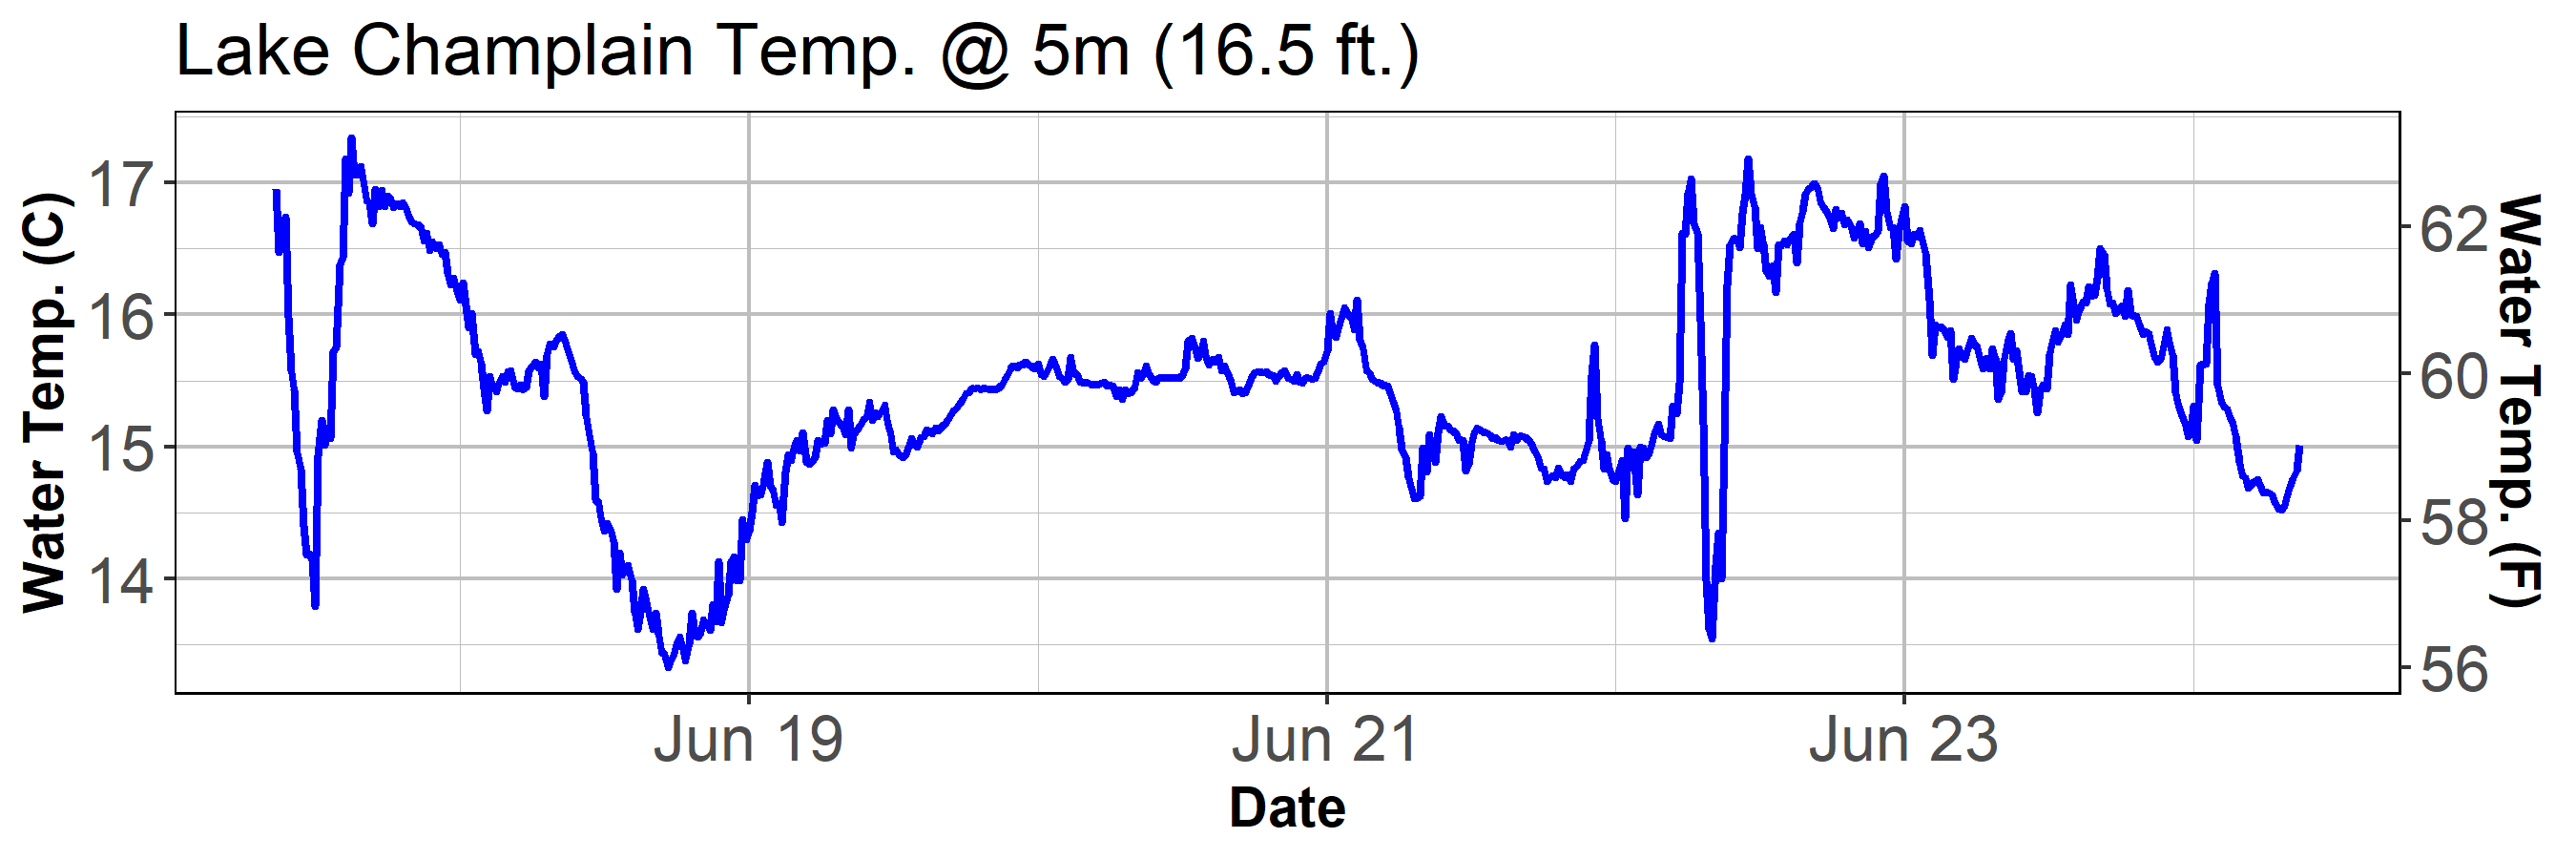 Lake Champlain Temp. @ 5m (16.5 ft.)
Water Temp. (C)
17
16
15
14
62
60
58
56
Water Temp. (F)
Jun 19 Jun 21 Jun 23
Date